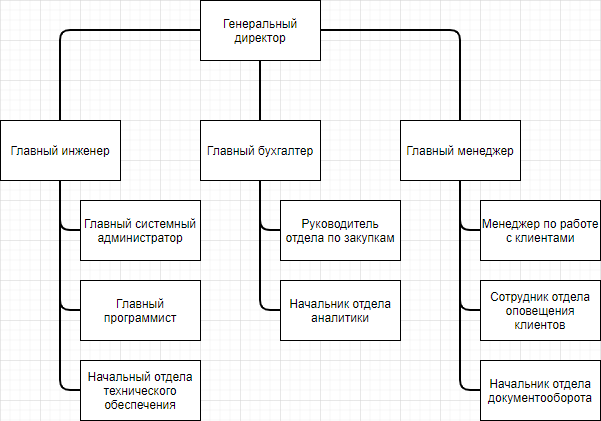 Генеральный
директор
Главный инженер
Главный бухгалтер
Главный менеджер
Главный системный
администратор
Руководитель
отдела по закупкам
Менеджер по работе
с клиентами
Главный
программист
Начальник отдела
аналитики
Сотрудник отдела
оповещения
клиентов
Начальный отдела
технического
обеспечения
Начальник отдела
документооборота